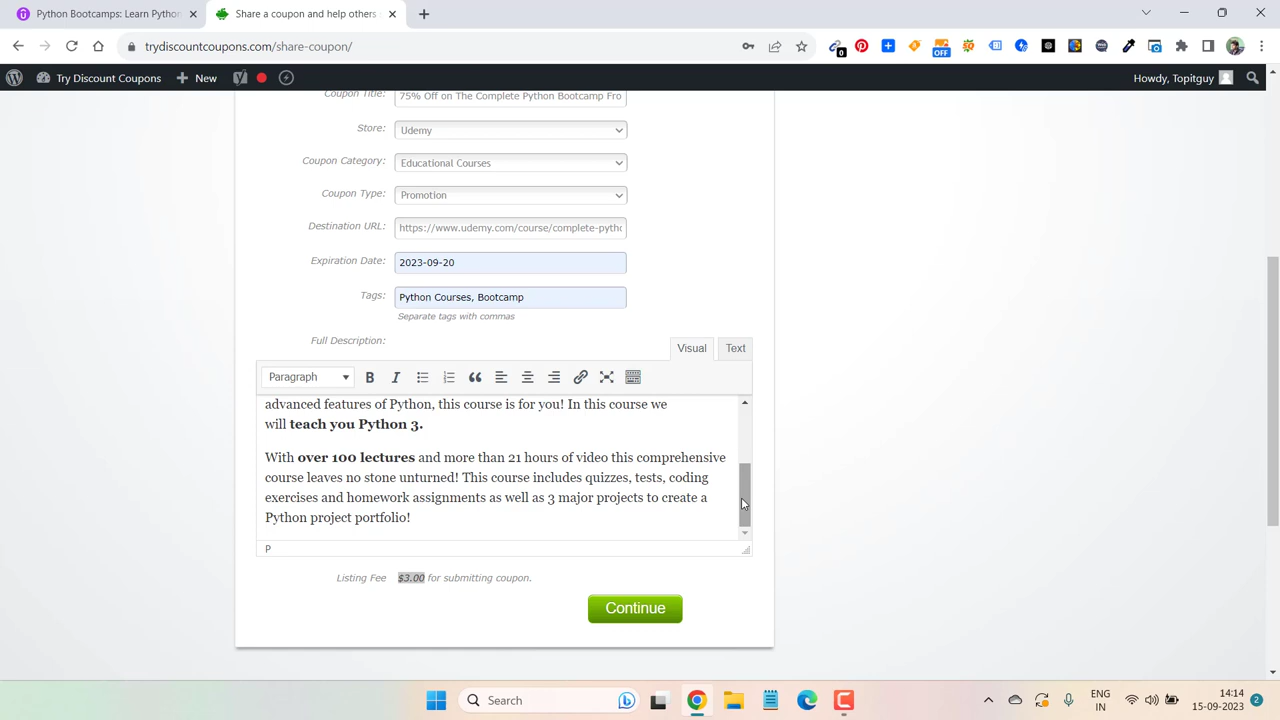 Python Bootcamps: Learn Python
Share a coupon and help others
trydiscountcoupons.com/share-coupon/
0
OFF
Try Discount Coupons
New
Howdy, Topitguy
Coupon Title:
75% Off on The Complete Python Bootcamp Fro
Store:
Udemy
Coupon Category:
Educational Courses
Coupon Type:
Promotion
Destination URL:
https://www.udemy.com/course/complete-pytho
Expiration Date:
2023-09-20
Tags:
Python Courses, Bootcamp
Separate tags with commas
Full Description:
Visual
Text
Paragraph
B
I
advanced features of Python, this course is for you! In this course we
will teach you Python 3.
With over 100 lectures and more than 21 hours of video this comprehensive
course leaves no stone unturned! This course includes quizzes, tests, coding
exercises and homework assignments as well as 3 major projects to create a
Python project portfolio!
P
Listing Fee
$3.00 for submitting coupon.
Continue
Search
ENG
IN
14:14
15-09-2023
2